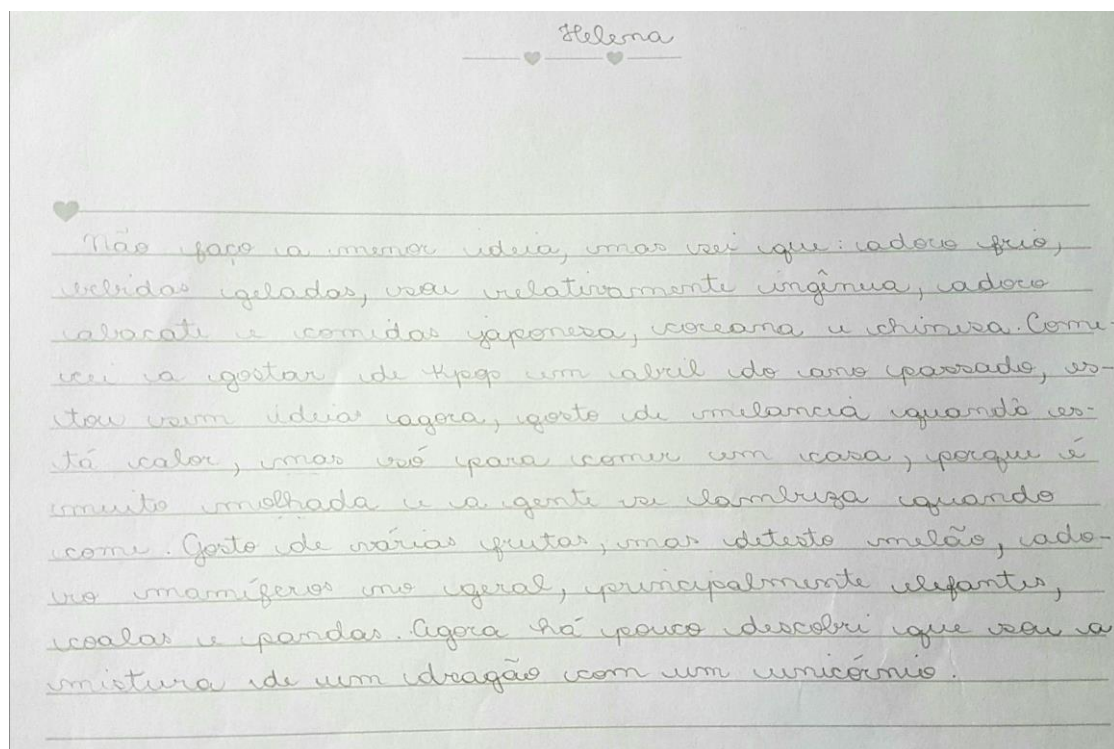 Helena
Não faço a menor ideia, mas sei que: adoro frio,
bebidas geladas, sou relativamente ingênua, adoro
abacate e comidas japonesa, coreana e chinesa. Come
cei a gostar de Kpop em abril do ano passado, es-
tou sem ideias agora, gosto de melancia quando es-
tá calor, mas só para comer em casa, porque é
muito molhada e a gente se lambuza quando
come. Gosto de várias frutas, mas detesto melão, ado-
ro mamíferos no geral, principalmente elefantes,
coalas e pandas. Agora há pouco descobri que sou a
mistura de um dragão com um unicórnio.